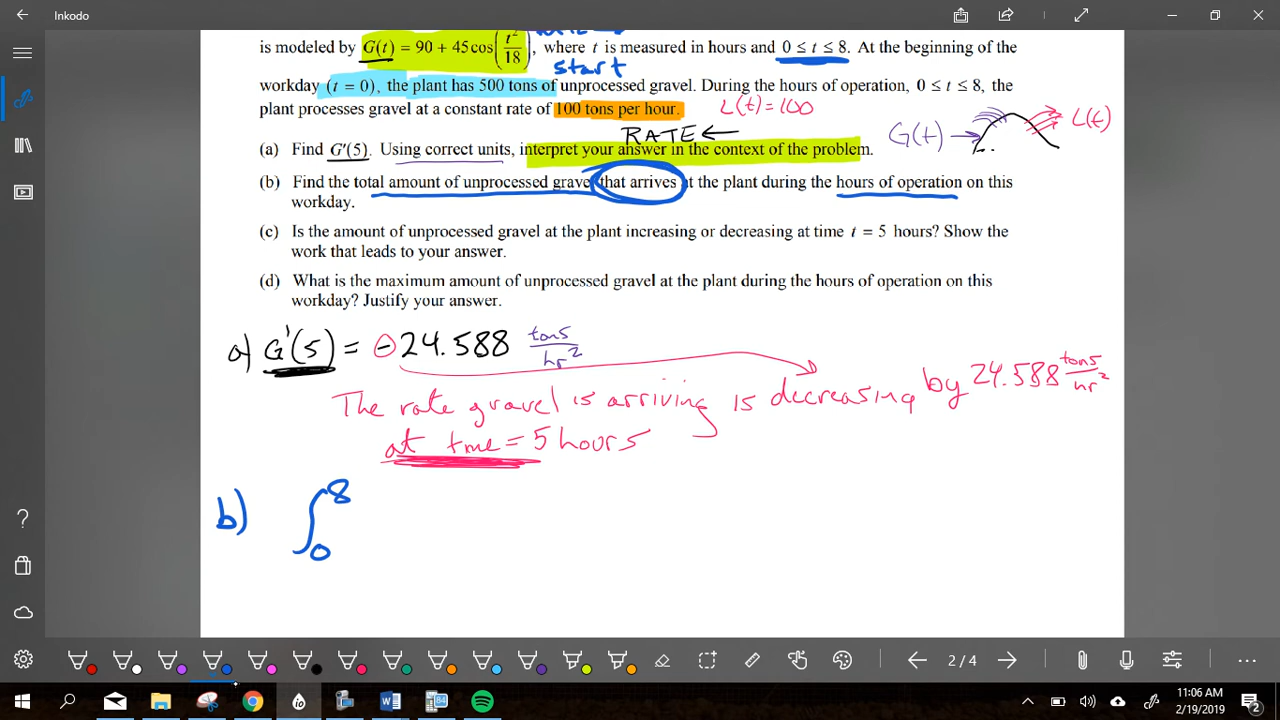 Inkodo
is modeled by G(t) = 90 + 45cos(t²/18), where t is measured in hours and 0 ≤ t ≤ 8. At the beginning of the
start
workday (t = 0), the plant has 500 tons of unprocessed gravel. During the hours of operation, 0 ≤ t ≤ 8, the
plant processes gravel at a constant rate of 100 tons per hour. L(t)=100
RATE ← G(t) → L(t)
(a) Find G′(5). Using correct units, interpret your answer in the context of the problem.
(b) Find the total amount of unprocessed gravel that arrives at the plant during the hours of operation on this
workday.
(c) Is the amount of unprocessed gravel at the plant increasing or decreasing at time t = 5 hours? Show the
work that leads to your answer.
(d) What is the maximum amount of unprocessed gravel at the plant during the hours of operation on this
workday? Justify your answer.
a) G'(5) = -24.588 tons/hr²
The rate gravel is arriving is decreasing by 24.588 tons/hr²
at time = 5 hours
b) ∫₀⁸
2 / 4
11:06 AM
2/19/2019
2